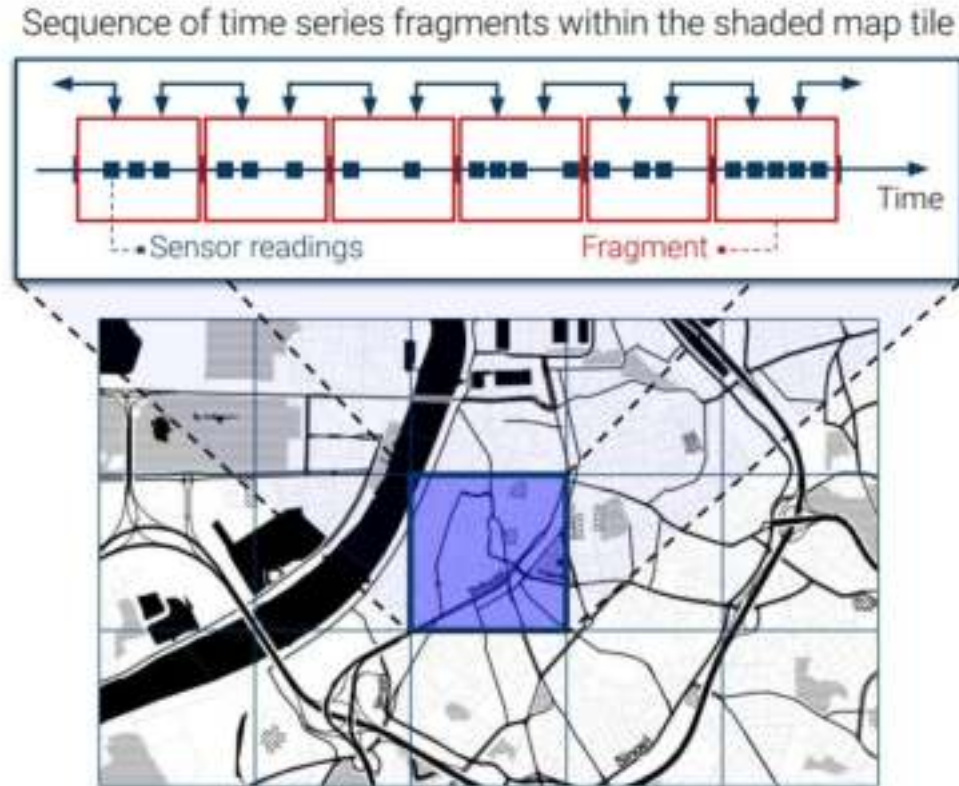 Sequence of time series fragments within the shaded map tile
Time
Sensor readings
Fragment